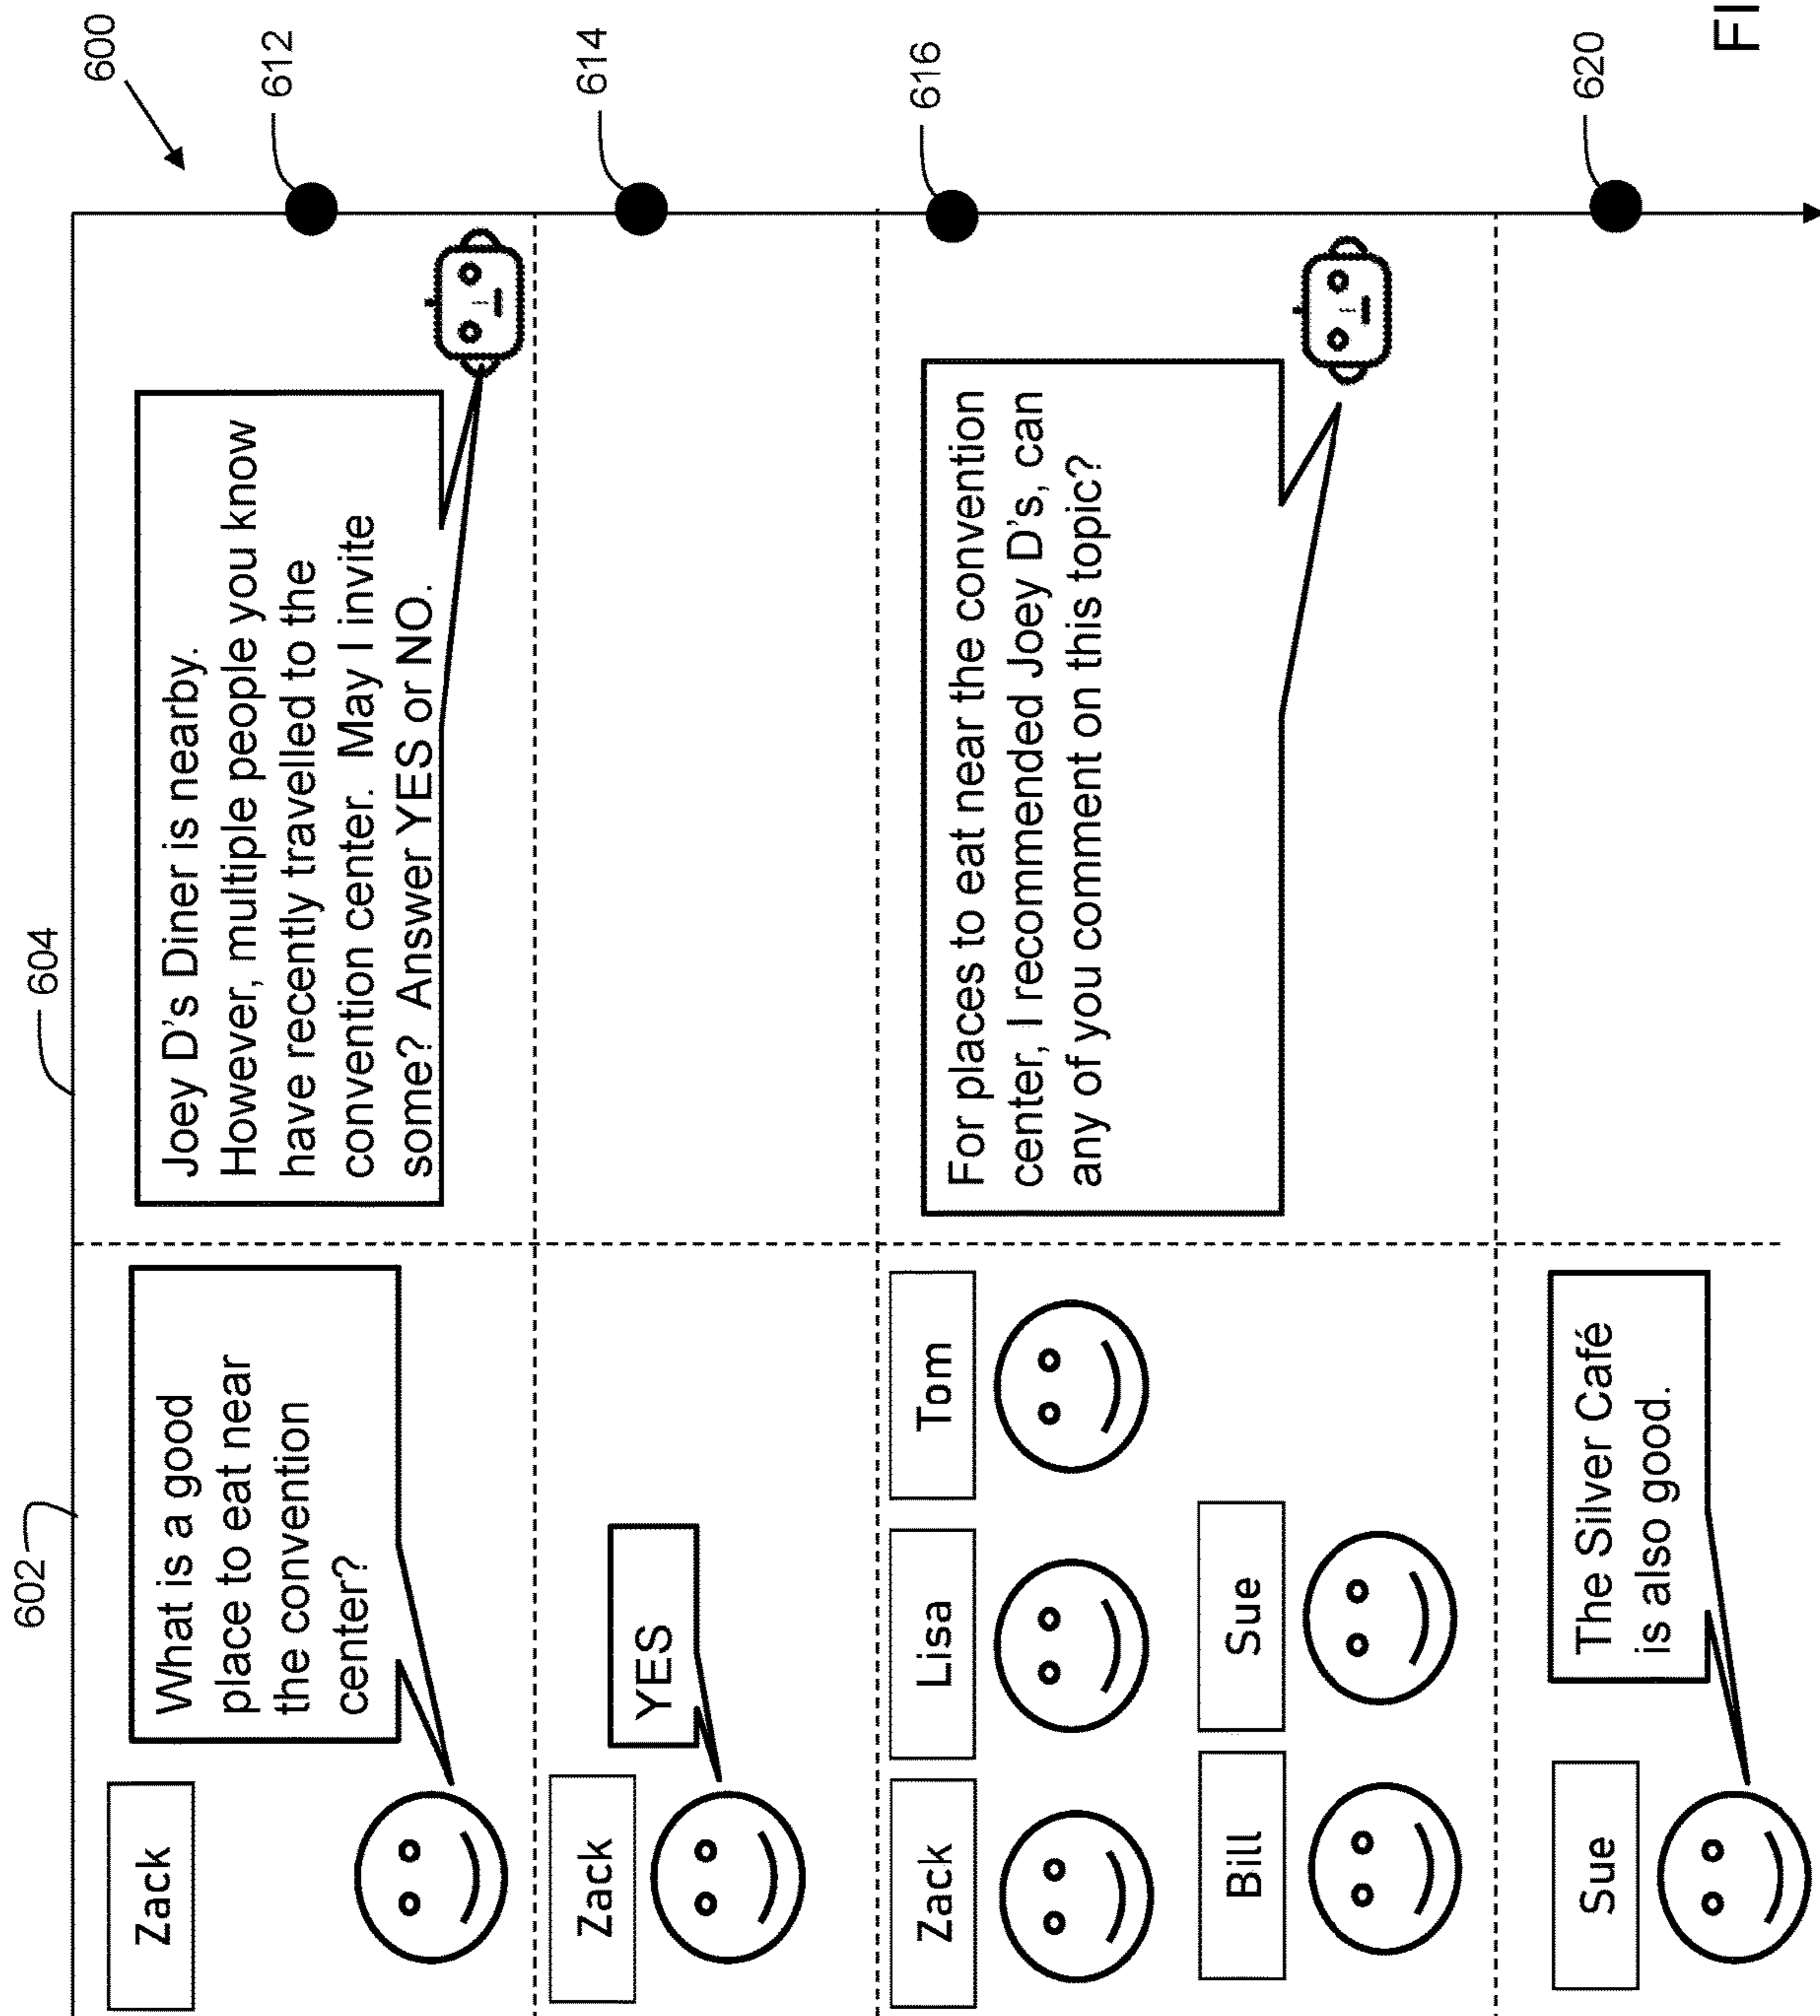 600
602
604
Zack
What is a good
place to eat near
the convention
center?
Joey D's Diner is nearby.
However, multiple people you know
have recently travelled to the
convention center. May I invite
some? Answer YES or NO.
612
Zack
YES
614
Zack
Lisa
Tom
Bill
Sue
For places to eat near the convention
center, I recommended Joey D's, can
any of you comment on this topic?
616
Sue
The Silver Café
is also good.
620
FI